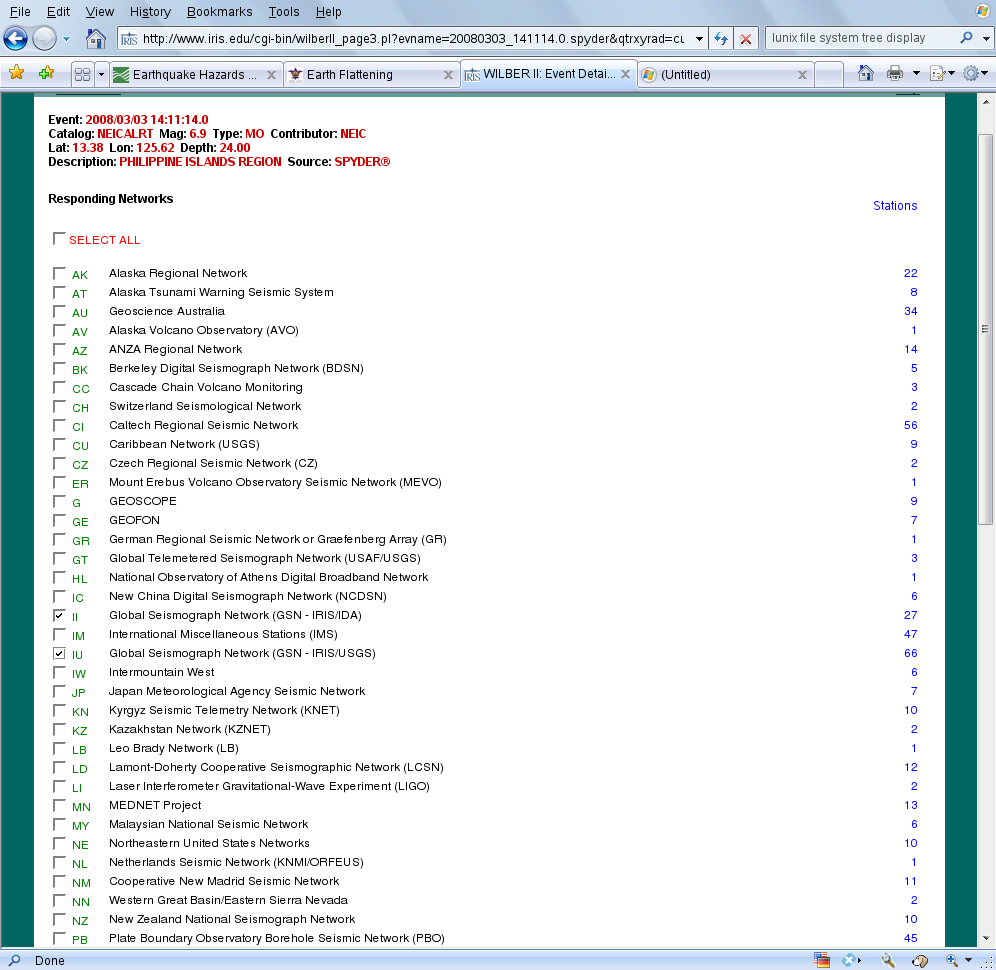 File Edit View History Bookmarks Tools Help
http://www.iris.edu/cgi-bin/wilberII_page3.pl?evname=20080303_141114.0.spyder&qtrxyrad=cu
lunix file system tree display
Earthquake Hazards ...
Earth Flattening
WILBER II: Event Detai...
(Untitled)
Event: 2008/03/03 14:11:14.0
Catalog: NEICALRT Mag: 6.9 Type: MO Contributor: NEIC
Lat: 13.38 Lon: 125.62 Depth: 24.00
Description: PHILIPPINE ISLANDS REGION Source: SPYDER®
Responding Networks
Stations
SELECT ALL
AK Alaska Regional Network 22
AT Alaska Tsunami Warning Seismic System 8
AU Geoscience Australia 34
AV Alaska Volcano Observatory (AVO) 1
AZ ANZA Regional Network 14
BK Berkeley Digital Seismograph Network (BDSN) 5
CC Cascade Chain Volcano Monitoring 3
CH Switzerland Seismological Network 2
CI Caltech Regional Seismic Network 56
CU Caribbean Network (USGS) 9
CZ Czech Regional Seismic Network (CZ) 2
ER Mount Erebus Volcano Observatory Seismic Network (MEVO) 1
G GEOSCOPE 9
GE GEOFON 7
GR German Regional Seismic Network or Graefenberg Array (GR) 1
GT Global Telemetered Seismograph Network (USAF/USGS) 3
HL National Observatory of Athens Digital Broadband Network 1
IC New China Digital Seismograph Network (NCDSN) 6
II Global Seismograph Network (GSN - IRIS/IDA) 27
IM International Miscellaneous Stations (IMS) 47
IU Global Seismograph Network (GSN - IRIS/USGS) 66
IW Intermountain West 6
JP Japan Meteorological Agency Seismic Network 7
KN Kyrgyz Seismic Telemetry Network (KNET) 10
KZ Kazakhstan Network (KZNET) 2
LB Leo Brady Network (LB) 1
LD Lamont-Doherty Cooperative Seismographic Network (LCSN) 12
LI Laser Interferometer Gravitational-Wave Experiment (LIGO) 2
MN MEDNET Project 13
MY Malaysian National Seismic Network 6
NE Northeastern United States Networks 10
NL Netherlands Seismic Network (KNMI/ORFEUS) 1
NM Cooperative New Madrid Seismic Network 11
NN Western Great Basin/Eastern Sierra Nevada 2
NZ New Zealand National Seismograph Network 10
PB Plate Boundary Observatory Borehole Seismic Network (PBO) 45
Done